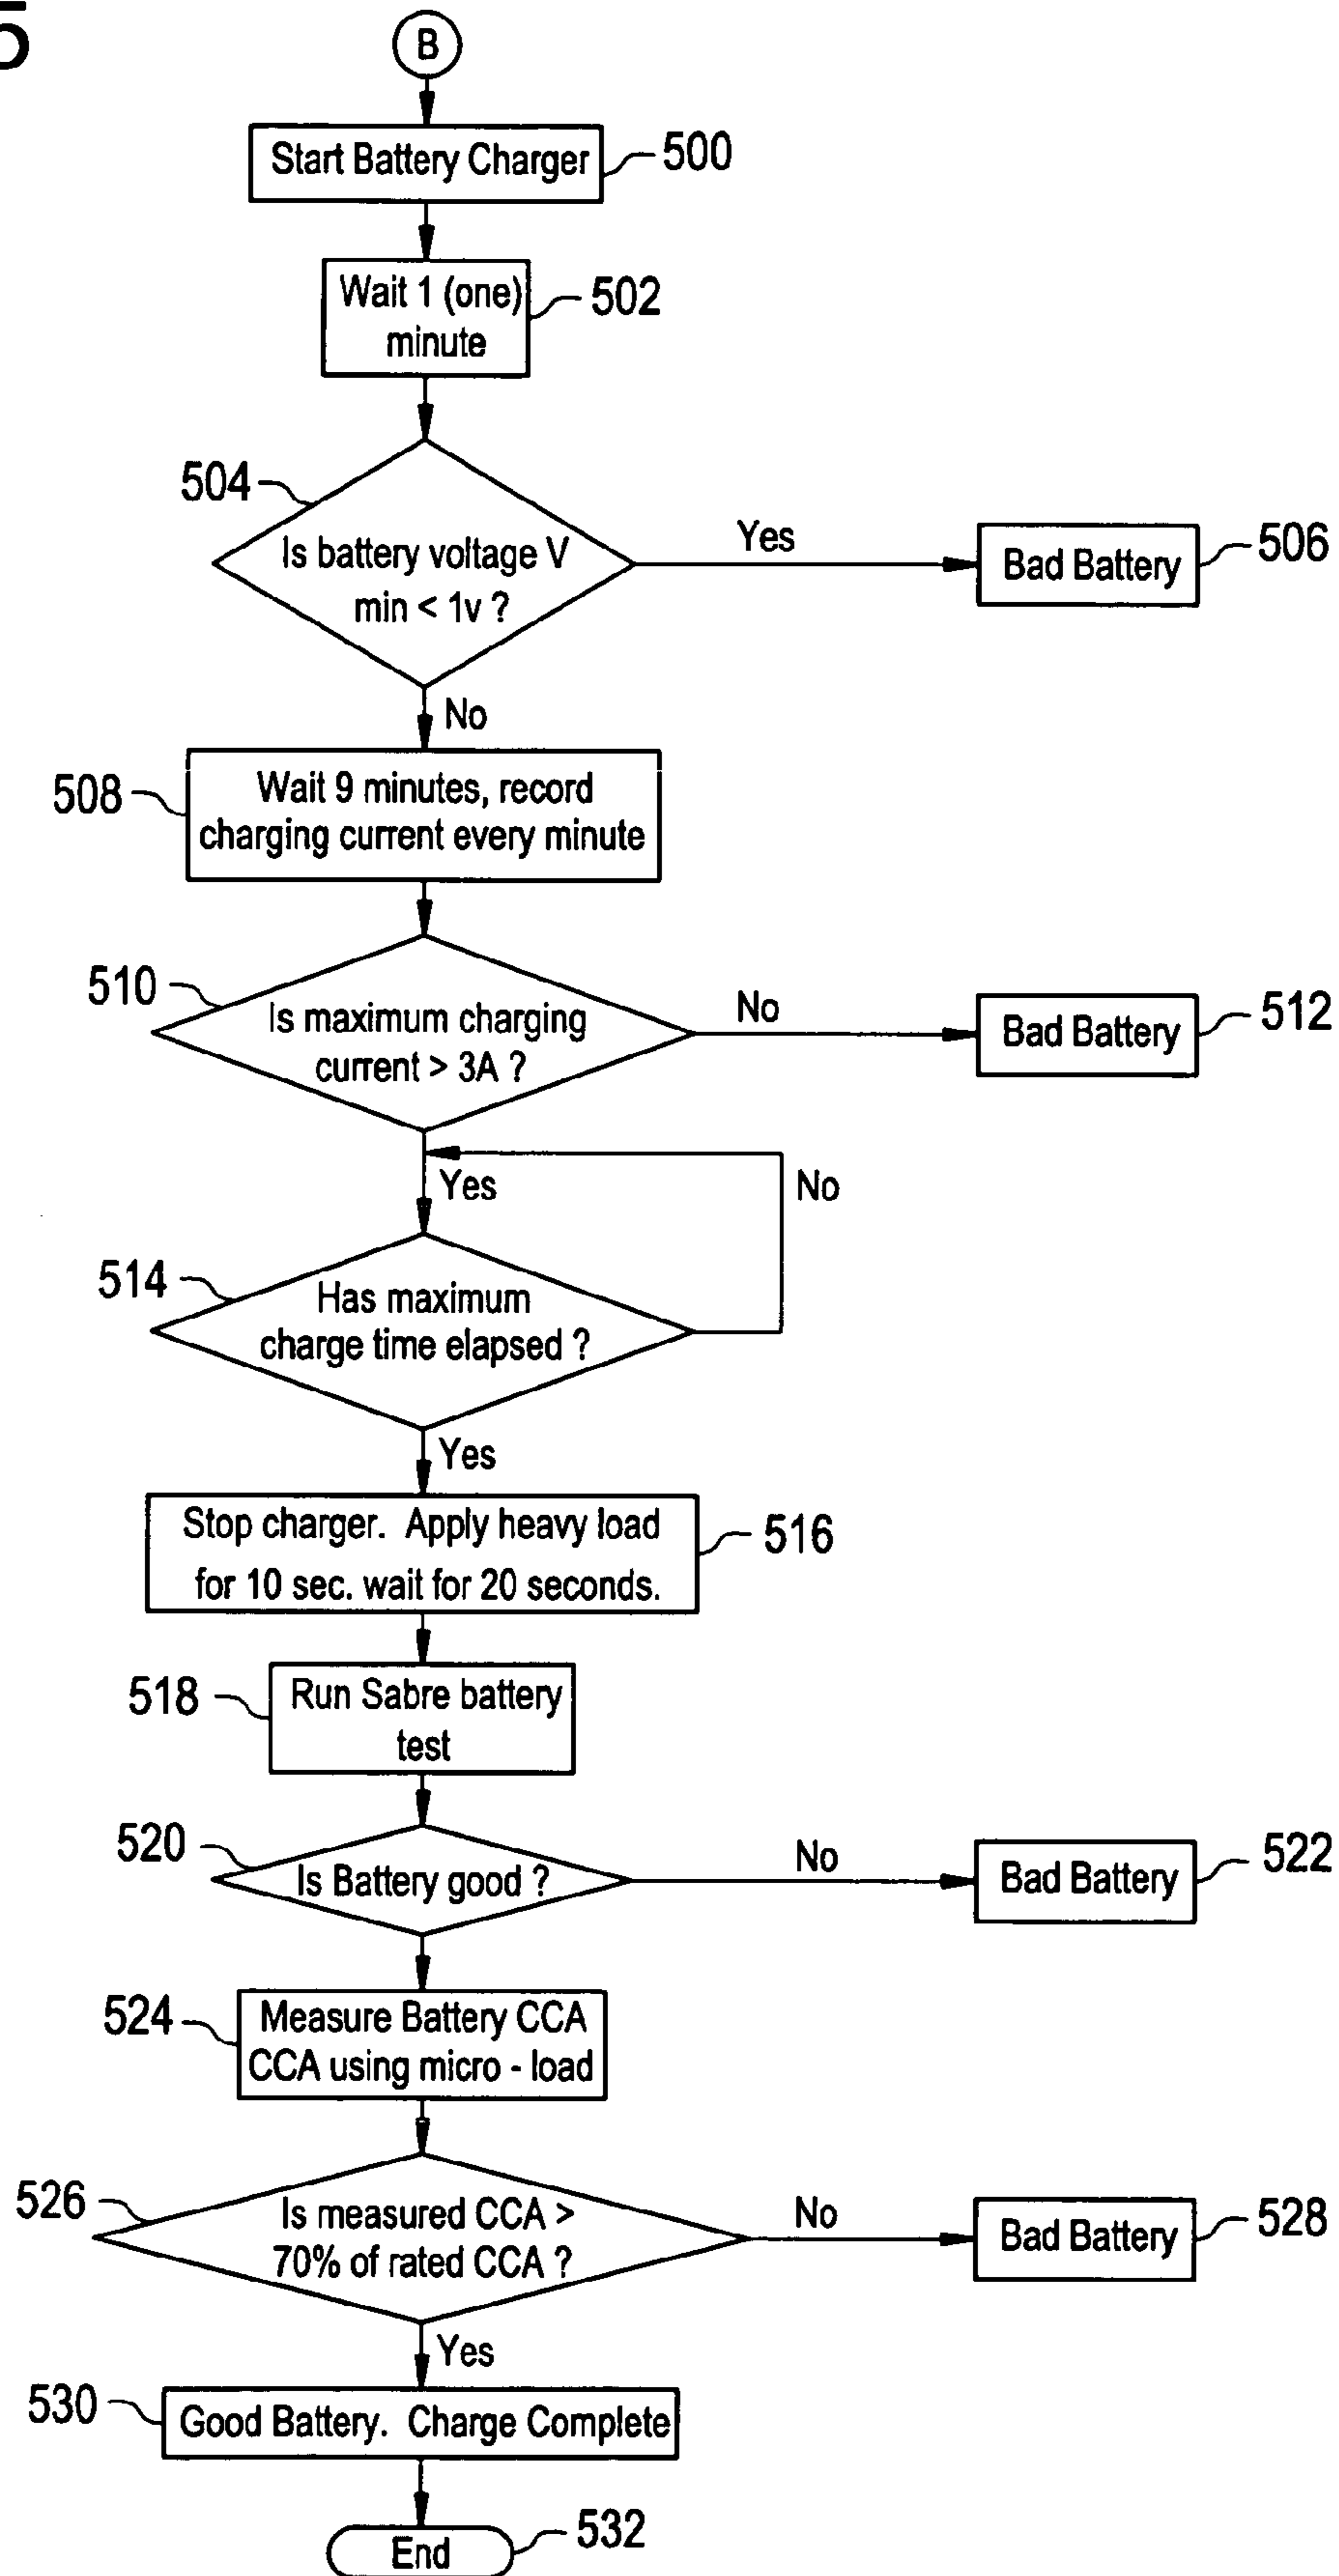 5
B
Start Battery Charger
500
Wait 1 (one)
minute
502
504
Is battery voltage V
min < 1v ?
Yes
Bad Battery
506
No
508
Wait 9 minutes, record
charging current every minute
510
Is maximum charging
current > 3A ?
No
Bad Battery
512
Yes
No
514
Has maximum
charge time elapsed ?
Yes
Stop charger. Apply heavy load
for 10 sec. wait for 20 seconds.
516
518
Run Sabre battery
test
520
Is Battery good ?
No
Bad Battery
522
524
Measure Battery CCA
CCA using micro - load
526
Is measured CCA >
70% of rated CCA ?
No
Bad Battery
528
Yes
530
Good Battery. Charge Complete
End
532